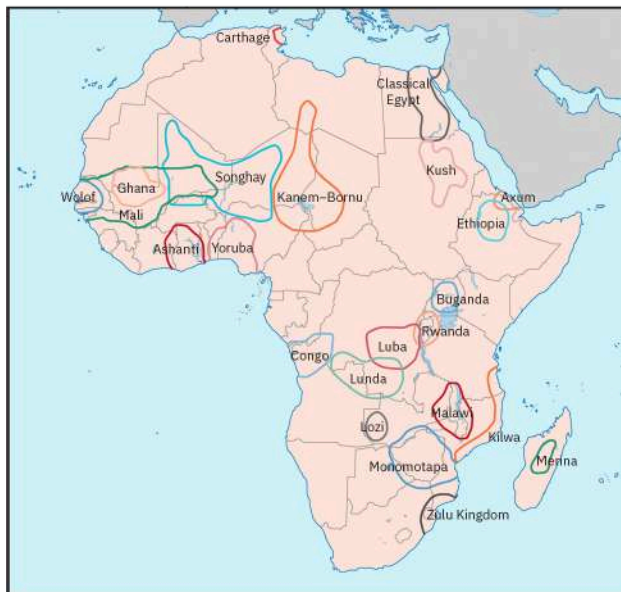 Carthage
Classical
Egypt
Kush
Axum
Ethiopia
Songhay
Kanem-Bornu
Ghana
Wolof
Mali
Ashanti
Yoruba
Buganda
Rwanda
Luba
Congo
Lunda
Malawi
Lozi
Kilwa
Monomotapa
Merina
Zulu Kingdom